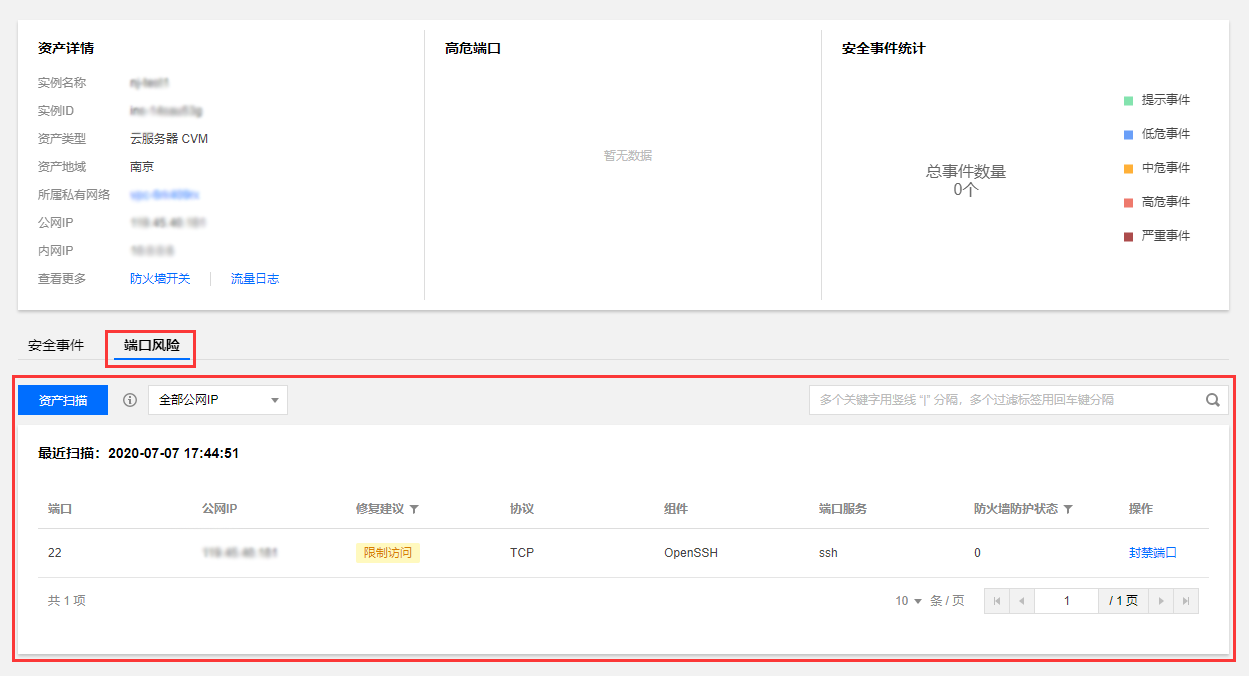 资产详情
实例名称
实例ID
资产类型 云服务器 CVM
资产地域 南京
所属私有网络
公网IP
内网IP
查看更多 防火墙开关 流量日志
高危端口
暂无数据
安全事件统计
总事件数量
0个
提示事件
低危事件
中危事件
高危事件
严重事件
安全事件 端口风险
资产扫描 全部公网IP 多个关键字用竖线 "|" 分隔，多个过滤标签用回车键分隔
最近扫描：2020-07-07 17:44:51
端口 公网IP 修复建议 协议 组件 端口服务 防火墙防护状态 操作
22 限制访问 TCP OpenSSH ssh 0 封禁端口
共 1 项 10 条 / 页 1 / 1 页